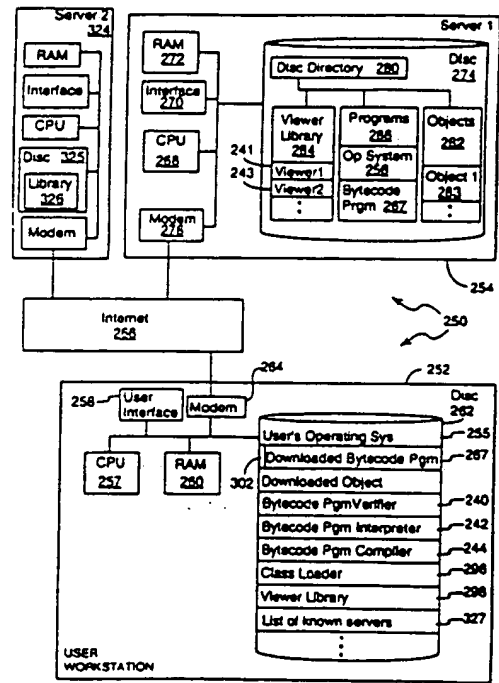 Server 2
324
RAM
Interface
CPU
Disc 325
Library
326
Modem
Server 1
RAM
272
Interface
270
CPU
268
Modem
278
Disc
274
Disc Directory 280
Viewer
Library
284
241
Viewer1
243
Viewer2
Programs
286
Op System
256
Bytecode
Prgm 267
Objects
282
Object 1
283
254
Internet
256
250
252
258
User
Interface
264
Modem
CPU
257
RAM
260
Disc
262
User's Operating Sys
255
302
Downloaded Bytecode Pgm
267
Downloaded Object
Bytecode PgmVerifier
240
Bytecode Pgm Interpreter
242
Bytecode Pgm Compiler
244
Class Loader
296
Viewer Library
298
List of known servers
327
USER
WORKSTATION